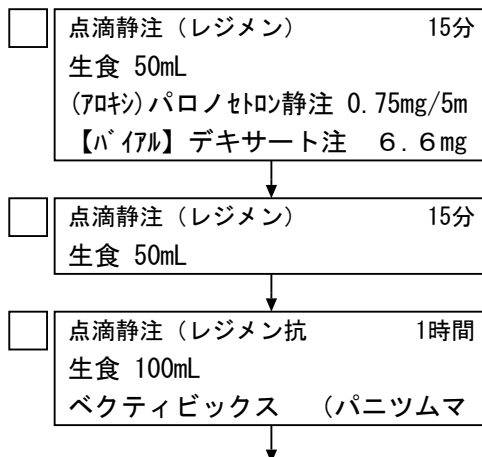 点滴静注（レジメン） 15分
生食 50mL
(アロキシ)パロノセトロン静注 0.75mg/5m
【バイアル】デキサート注 6.6mg
点滴静注（レジメン） 15分
生食 50mL
点滴静注（レジメン抗 1時間
生食 100mL
ベクティビックス （パニツムマ